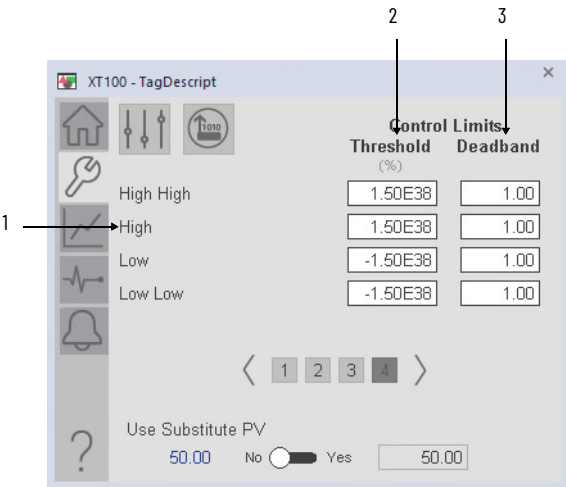 2 3
XT100 - TagDescript ×
1010
Control Limits
Threshold Deadband
(%)
High High 1.50E38 1.00
1 High 1.50E38 1.00
Low -1.50E38 1.00
Low Low -1.50E38 1.00
1 2 3 4
Use Substitute PV
50.00 No Yes 50.00
?